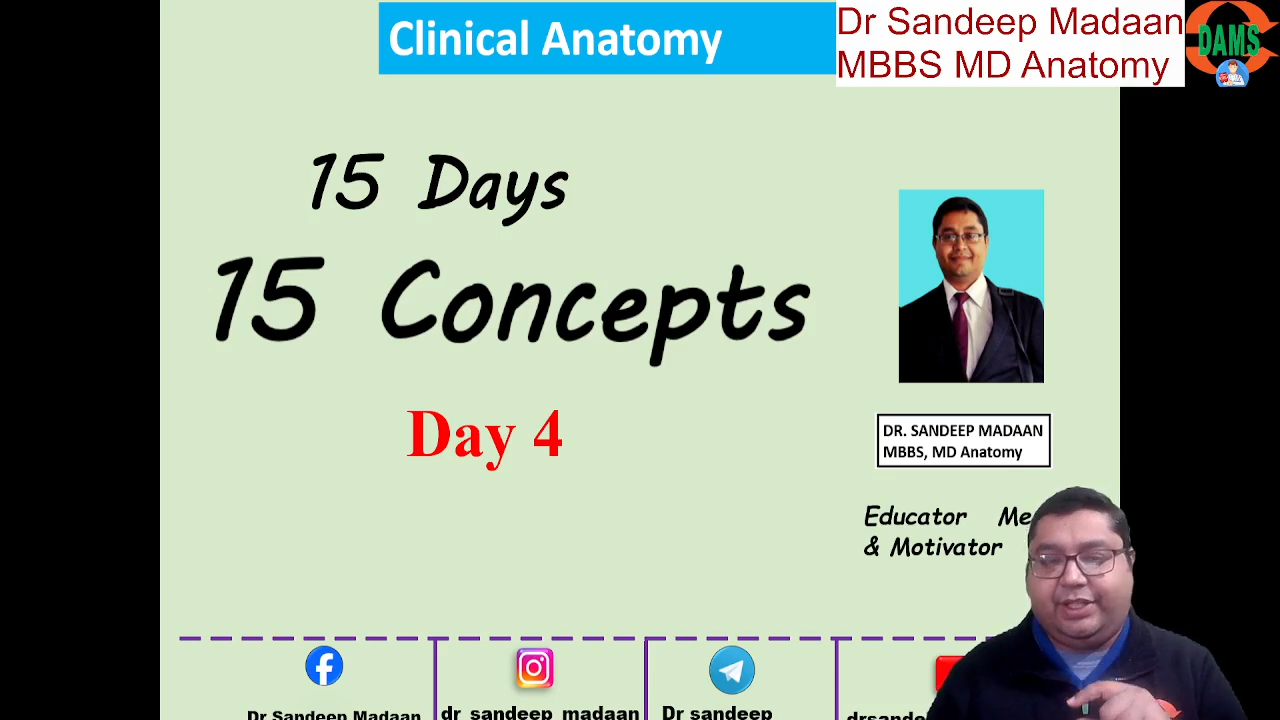 Clinical Anatomy
Dr Sandeep Madaan
MBBS MD Anatomy
DAMS
15 Days
15 Concepts
Day 4
DR. SANDEEP MADAAN
MBBS, MD Anatomy
Educator
& Motivator
Dr Sandeep Madaan
dr_sandeep_madaan
Dr sandeep